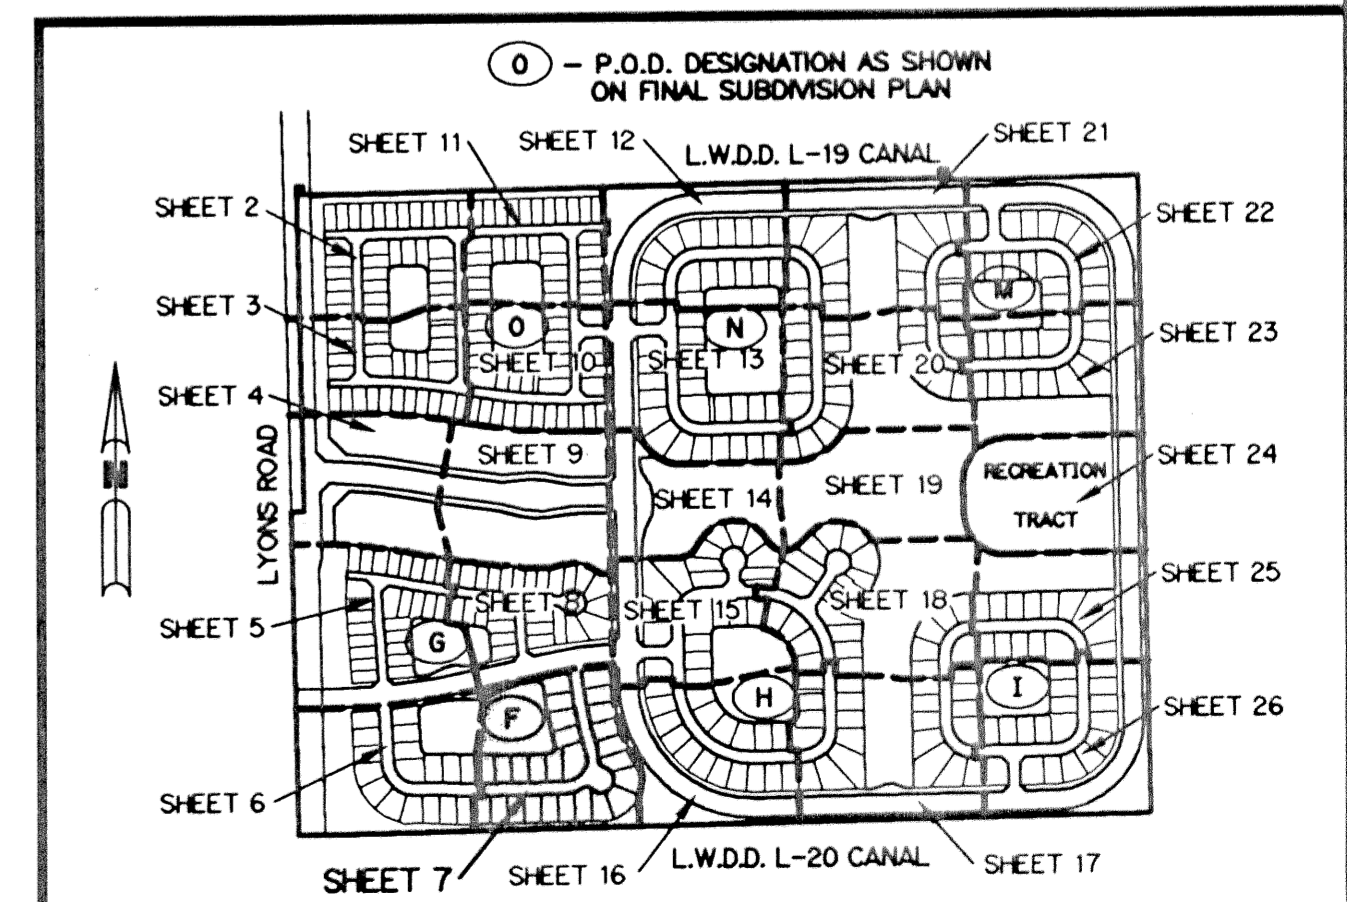 O - P.O.D. DESIGNATION AS SHOWN
ON FINAL SUBDIVISION PLAN
SHEET 11
SHEET 12
L.W.D.D. L-19 CANAL
SHEET 21
SHEET 2
SHEET 22
M
SHEET 3
O
N
SHEET 23
SHEET 10
SHEET 13
SHEET 20
SHEET 4
SHEET 9
SHEET 14
SHEET 19
RECREATION
TRACT
SHEET 24
LYONS ROAD
N
SHEET 5
SHEET 8
SHEET 15
SHEET 18
SHEET 25
G
F
H
I
SHEET 26
SHEET 6
SHEET 7
SHEET 16
L.W.D.D. L-20 CANAL
SHEET 17